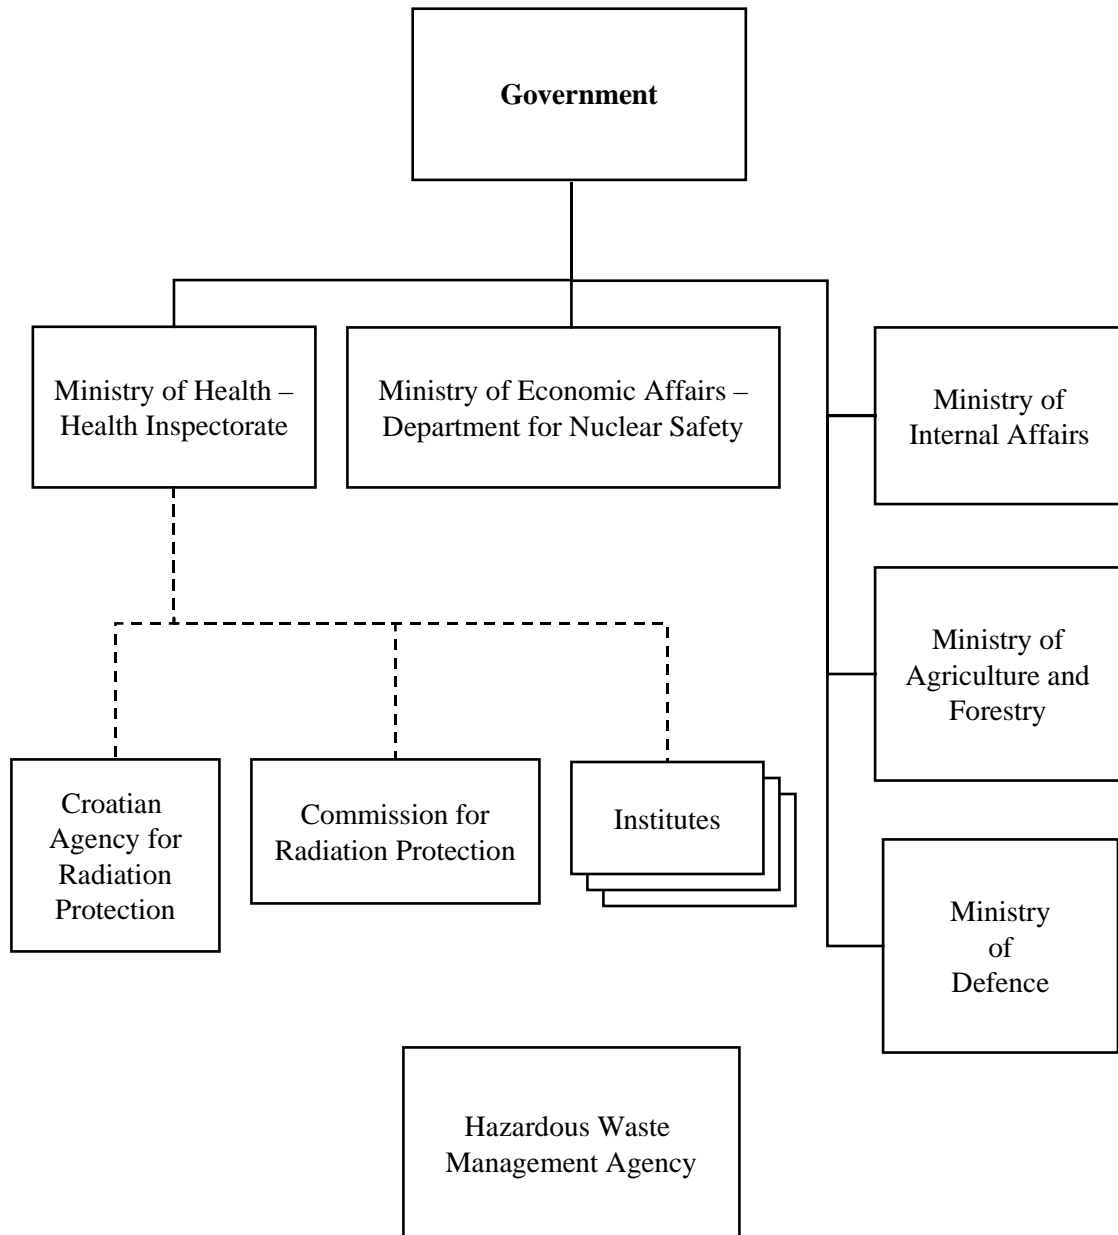 Government
Ministry of Health –
Health Inspectorate
Ministry of Economic Affairs –
Department for Nuclear Safety
Ministry of
Internal Affairs
Ministry of
Agriculture and
Forestry
Croatian
Agency for
Radiation
Protection
Commission for
Radiation Protection
Institutes
Ministry
of
Defence
Hazardous Waste
Management Agency